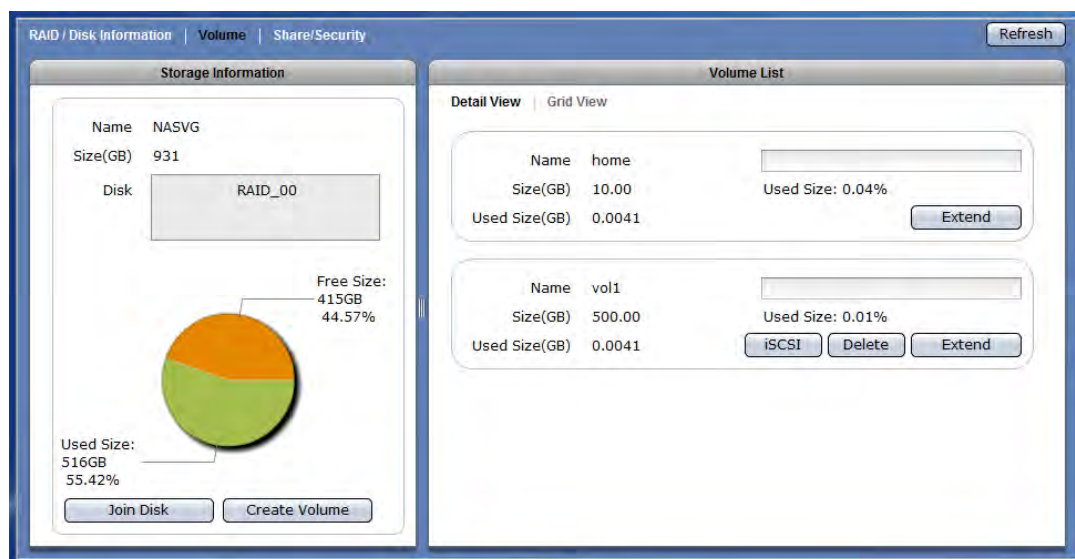 RAID / Disk Information | Volume | Share/Security
Refresh
Storage Information
Name NASVG
Size(GB) 931
Disk RAID_00
Free Size:
415GB
44.57%
Used Size:
516GB
55.42%
Join Disk
Create Volume
Volume List
Detail View | Grid View
Name home
Size(GB) 10.00
Used Size: 0.04%
Used Size(GB) 0.0041
Extend
Name vol1
Size(GB) 500.00
Used Size: 0.01%
Used Size(GB) 0.0041
iSCSI
Delete
Extend